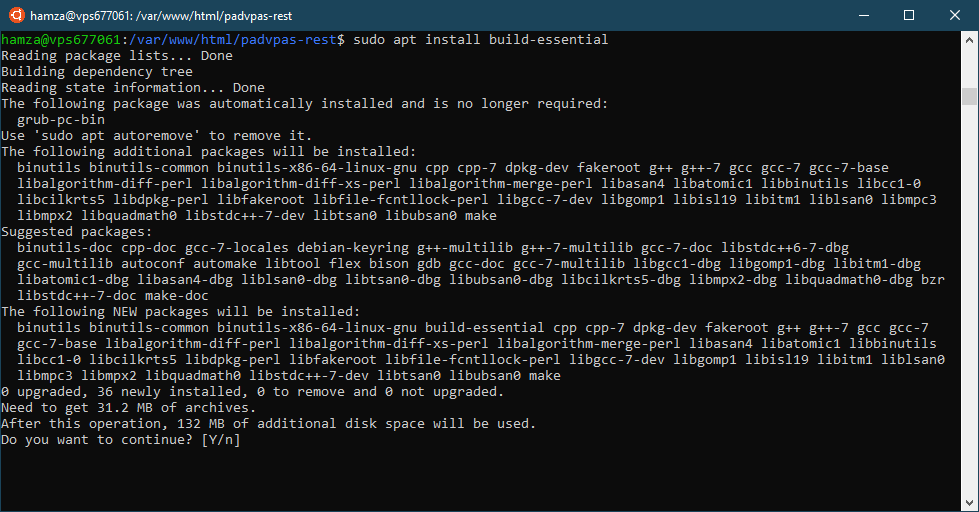 hamza@vps677061: /var/www/html/padvpas-rest
hamza@vps677061:/var/www/html/padvpas-rest$ sudo apt install build-essential
Reading package lists... Done
Building dependency tree
Reading state information... Done
The following package was automatically installed and is no longer required:
  grub-pc-bin
Use 'sudo apt autoremove' to remove it.
The following additional packages will be installed:
  binutils binutils-common binutils-x86-64-linux-gnu cpp cpp-7 dpkg-dev fakeroot g++ g++-7 gcc gcc-7 gcc-7-base
  libalgorithm-diff-perl libalgorithm-diff-xs-perl libalgorithm-merge-perl libasan4 libatomic1 libbinutils libcc1-0
  libcilkrts5 libdpkg-perl libfakeroot libfile-fcntllock-perl libgcc-7-dev libgomp1 libisl19 libitm1 liblsan0 libmpc3
  libmpx2 libquadmath0 libstdc++-7-dev libtsan0 libubsan0 make
Suggested packages:
  binutils-doc cpp-doc gcc-7-locales debian-keyring g++-multilib g++-7-multilib gcc-7-doc libstdc++6-7-dbg
  gcc-multilib autoconf automake libtool flex bison gdb gcc-doc gcc-7-multilib libgcc1-dbg libgomp1-dbg libitm1-dbg
  libatomic1-dbg libasan4-dbg liblsan0-dbg libtsan0-dbg libubsan0-dbg libcilkrts5-dbg libmpx2-dbg libquadmath0-dbg bzr
  libstdc++-7-doc make-doc
The following NEW packages will be installed:
  binutils binutils-common binutils-x86-64-linux-gnu build-essential cpp cpp-7 dpkg-dev fakeroot g++ g++-7 gcc gcc-7
  gcc-7-base libalgorithm-diff-perl libalgorithm-diff-xs-perl libalgorithm-merge-perl libasan4 libatomic1 libbinutils
  libcc1-0 libcilkrts5 libdpkg-perl libfakeroot libfile-fcntllock-perl libgcc-7-dev libgomp1 libisl19 libitm1 liblsan0
  libmpc3 libmpx2 libquadmath0 libstdc++-7-dev libtsan0 libubsan0 make
0 upgraded, 36 newly installed, 0 to remove and 0 not upgraded.
Need to get 31.2 MB of archives.
After this operation, 132 MB of additional disk space will be used.
Do you want to continue? [Y/n]